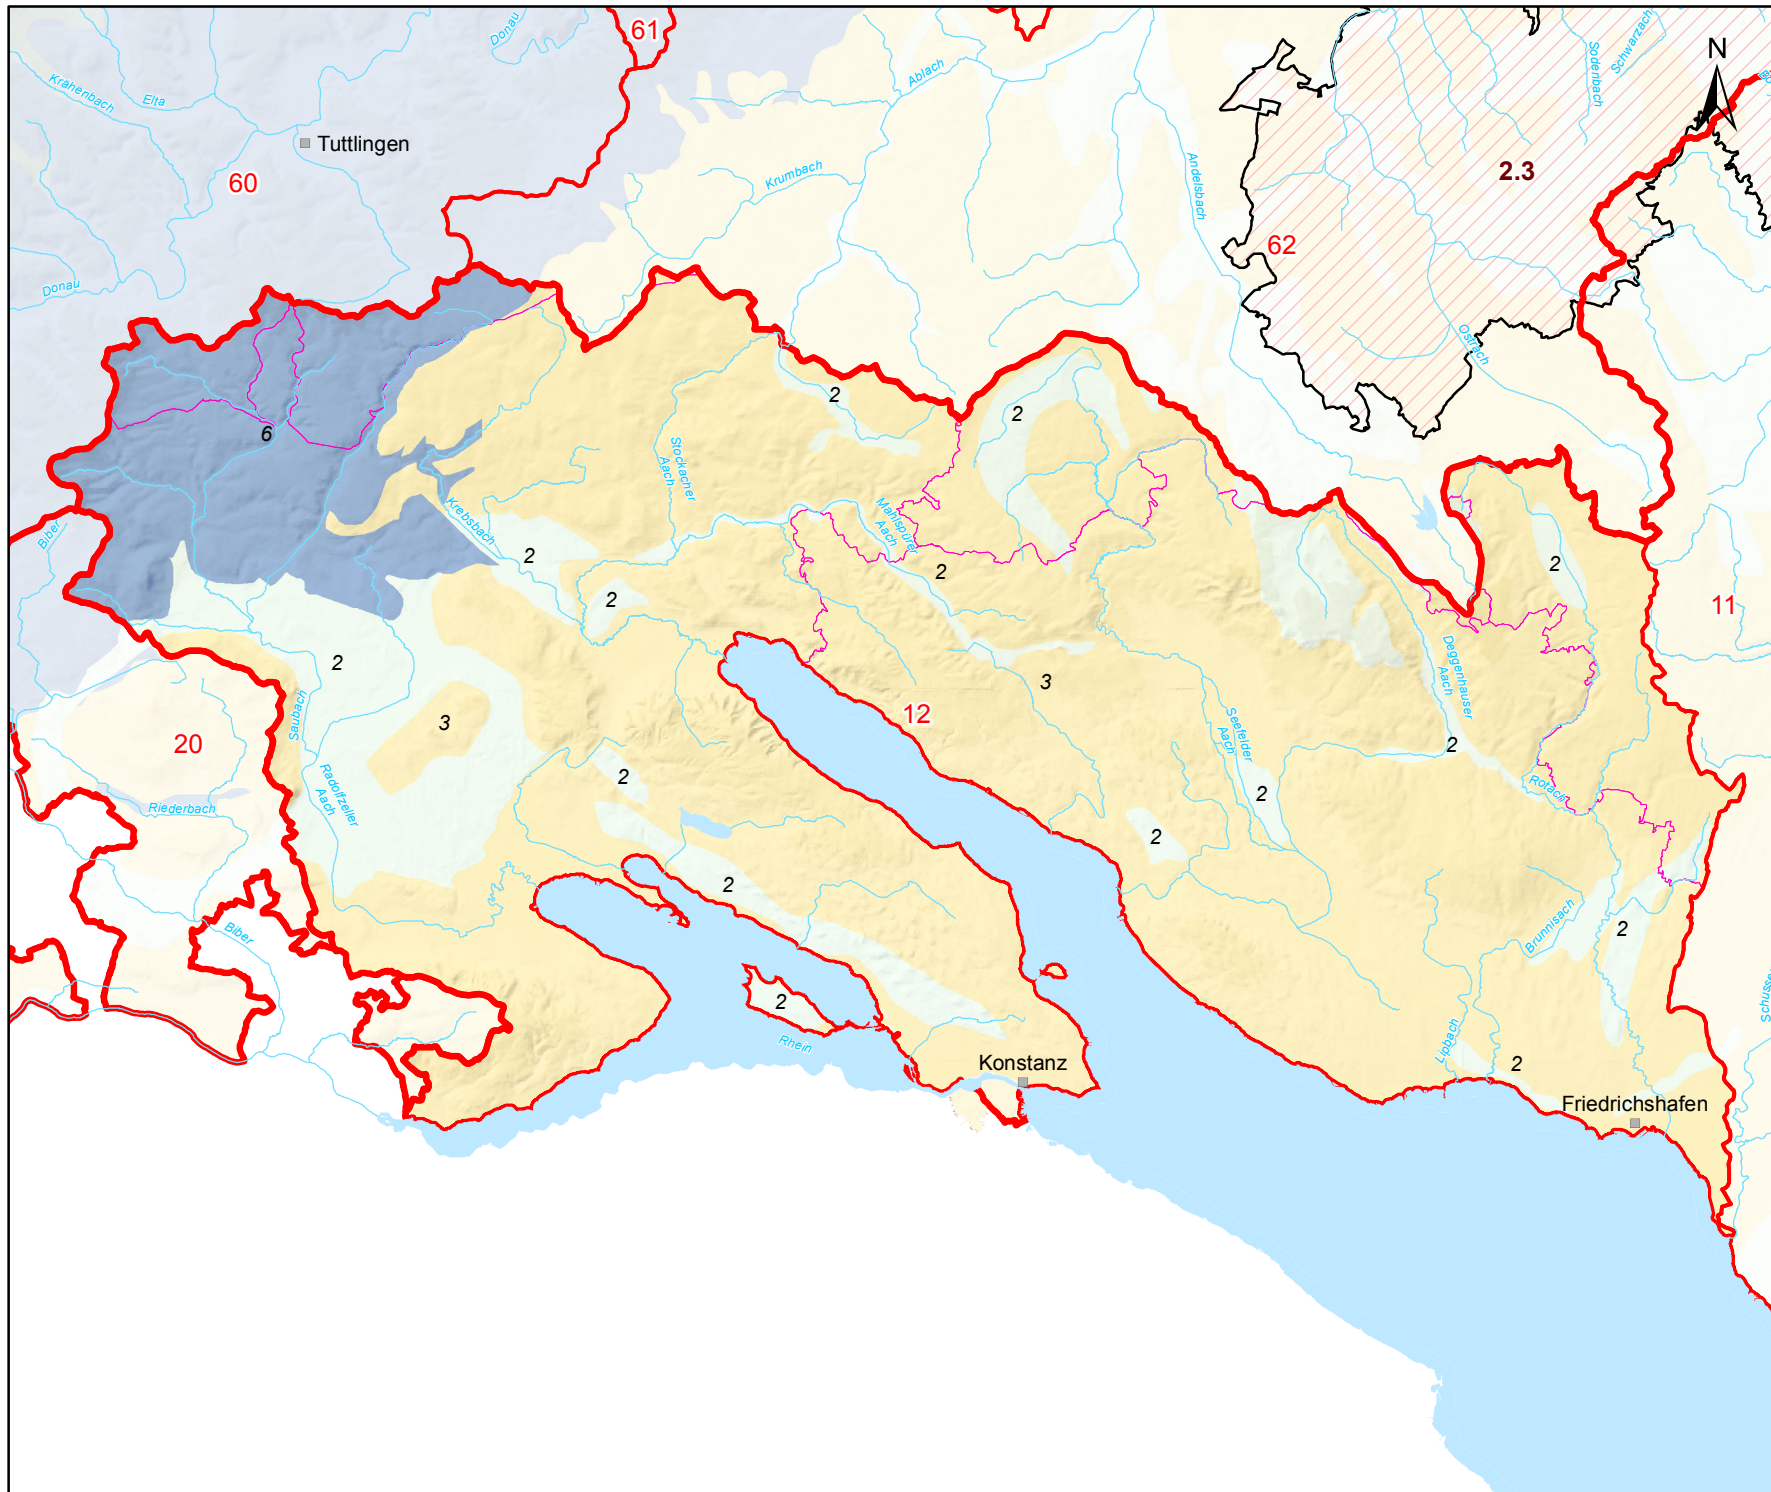 61
Donau
N
Ablach
Sodenbach
Schwarzach
Krähenbach
Elta
Tuttlingen
60
Krumbach
Andelsbach
2.3
62
Donau
Ostrach
2
2
6
Stockacher
Aach
Krebsbach
Mahlspürer
Aach
Biber
2
2
2
2
11
2
3
Deggenhauser
Aach
Saubach
3
12
20
Seefelder
Aach
2
Radolfzeller
Aach
2
2
Rotach
Riederbach
2
2
Brunnisach
2
Biber
2
Rhein
Lipbach
2
Konstanz
Friedrichshafen